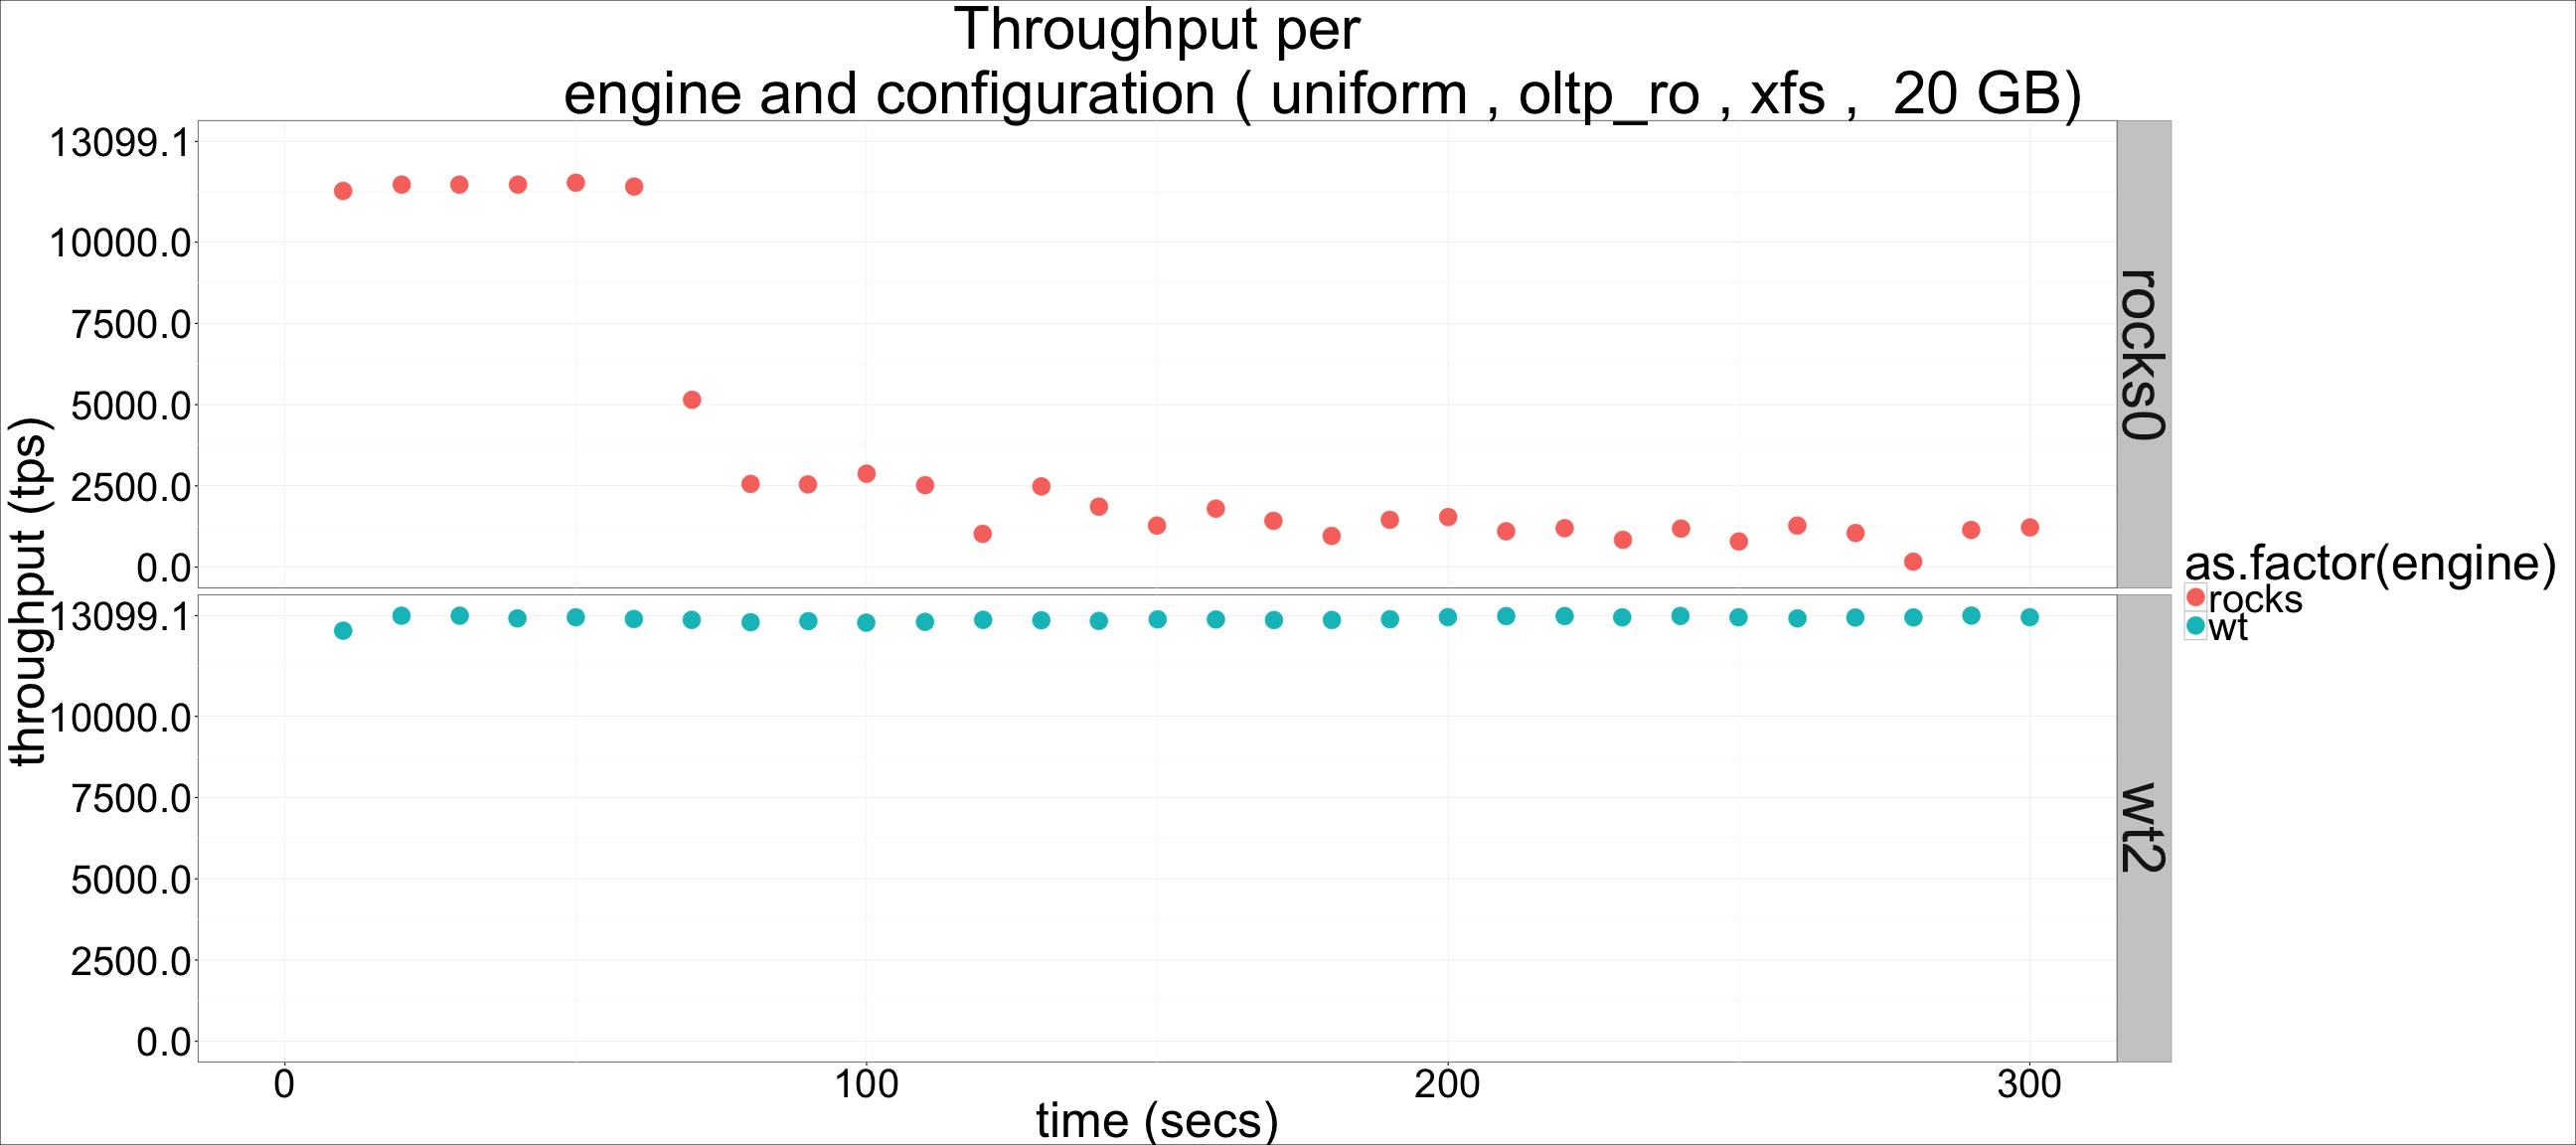 Throughput per
engine and configuration ( uniform , oltp_ro , xfs ,  20 GB)
throughput (tps)
13099.1
10000.0
7500.0
5000.0
2500.0
0.0
rocks0
13099.1
10000.0
7500.0
5000.0
2500.0
0.0
wt2
0
100
200
300
time (secs)
as.factor(engine)
rocks
wt